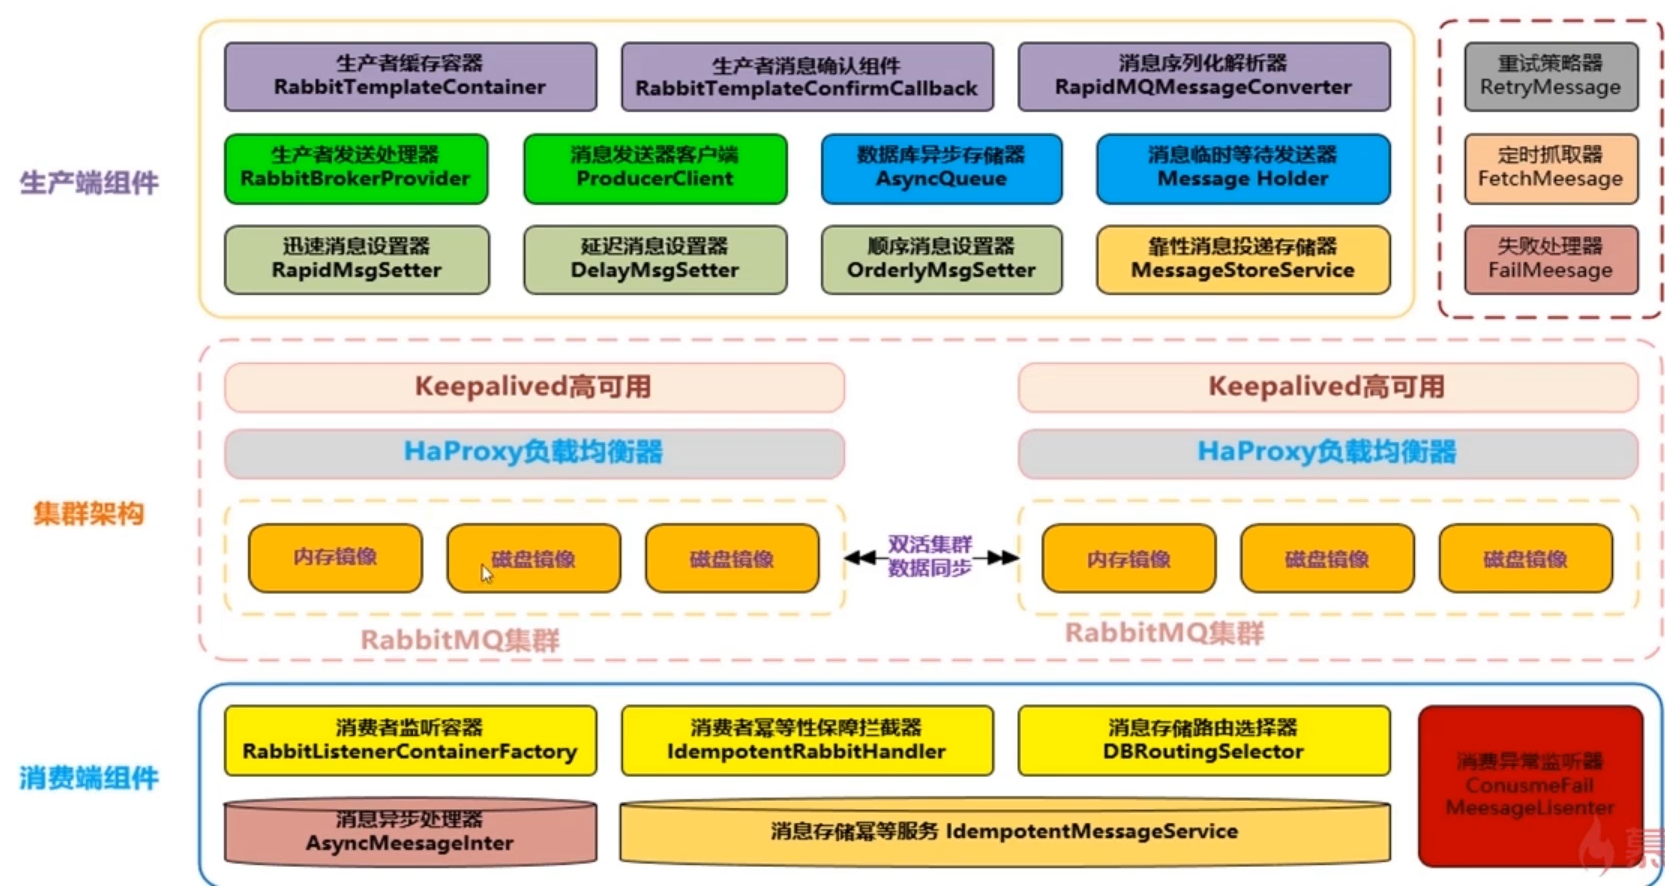 生产端组件
生产者缓存容器
RabbitTemplateContainer
生产者消息确认组件
RabbitTemplateConfirmCallback
消息序列化解析器
RapidMQMessageConverter
重试策略器
RetryMessage
生产者发送处理器
RabbitBrokerProvider
消息发送器客户端
ProducerClient
数据库异步存储器
AsyncQueue
消息临时等待发送器
Message Holder
定时抓取器
FetchMeesage
迅速消息设置器
RapidMsgSetter
延迟消息设置器
DelayMsgSetter
顺序消息设置器
OrderlyMsgSetter
靠性消息投递存储器
MessageStoreService
失败处理器
FailMeesage
集群架构
Keepalived高可用
HaProxy负载均衡器
内存镜像
磁盘镜像
磁盘镜像
RabbitMQ集群
双活集群
数据同步
Keepalived高可用
HaProxy负载均衡器
内存镜像
磁盘镜像
磁盘镜像
RabbitMQ集群
消费端组件
消费者监听容器
RabbitListenerContainerFactory
消费者幂等性保障拦截器
IdempotentRabbitHandler
消息存储路由选择器
DBRoutingSelector
消费异常监听器
ConusmeFail
MeesageLisenter
消息异步处理器
AsyncMeesageInter
消息存储幂等服务 IdempotentMessageService